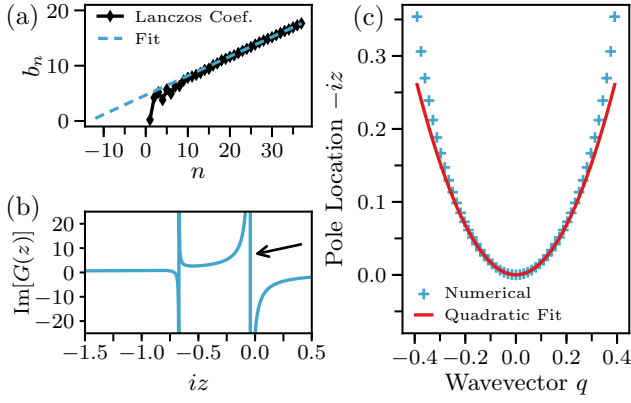 (a)
Lanczos Coef.
Fit
20
10
0
b_n
−10 0 10 20 30
n
(b)
20
10
0
−10
−20
Im[G(z)]
−1.5 −1.0 −0.5 0.0 0.5
iz
(c)
0.3
0.2
0.1
0.0
Pole Location −iz
Numerical
Quadratic Fit
−0.4 −0.2 0.0 0.2 0.4
Wavevector q